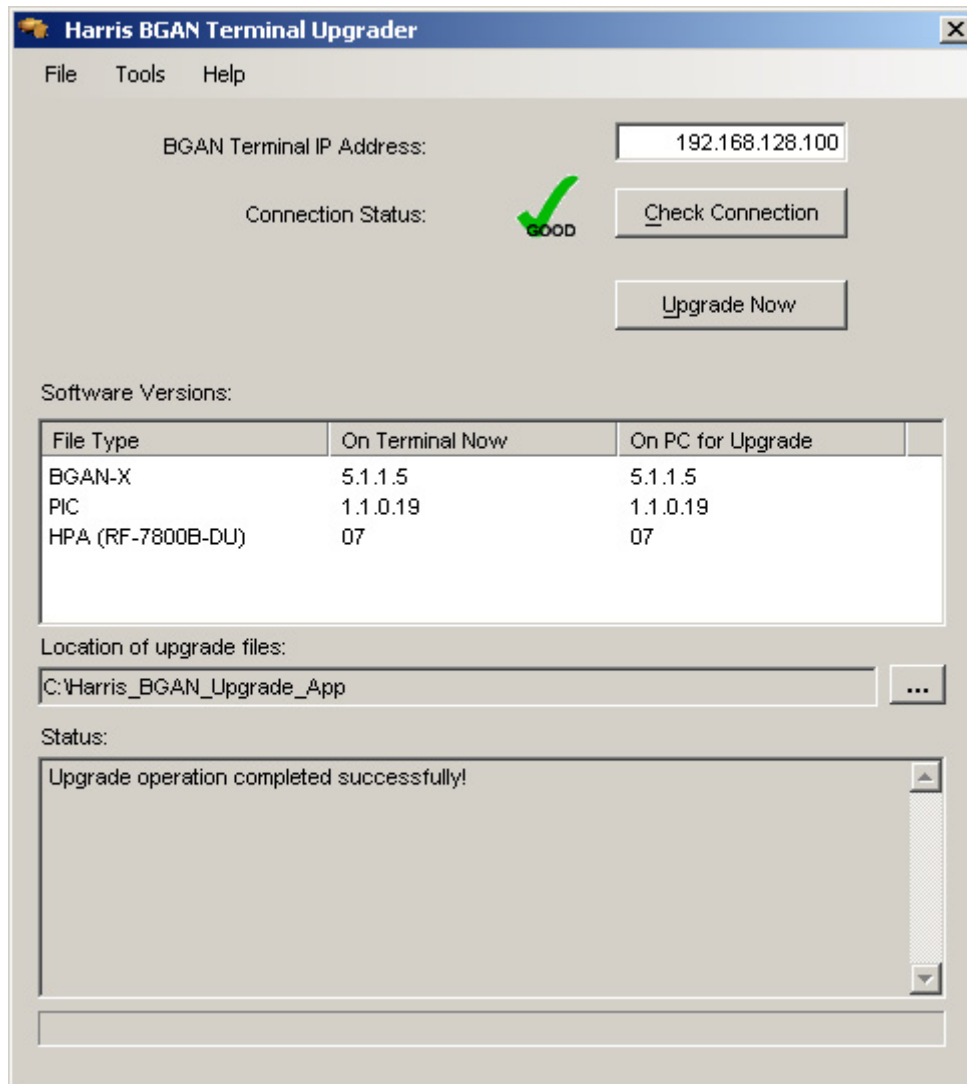 Harris BGAN Terminal Upgrader
File Tools Help
BGAN Terminal IP Address: 192.168.128.100
Connection Status: GOOD Check Connection
Upgrade Now
Software Versions:
File Type On Terminal Now On PC for Upgrade
BGAN-X 5.1.1.5 5.1.1.5
PIC 1.1.0.19 1.1.0.19
HPA (RF-7800B-DU) 07 07
Location of upgrade files:
C:\Harris_BGAN_Upgrade_App ...
Status:
Upgrade operation completed successfully!